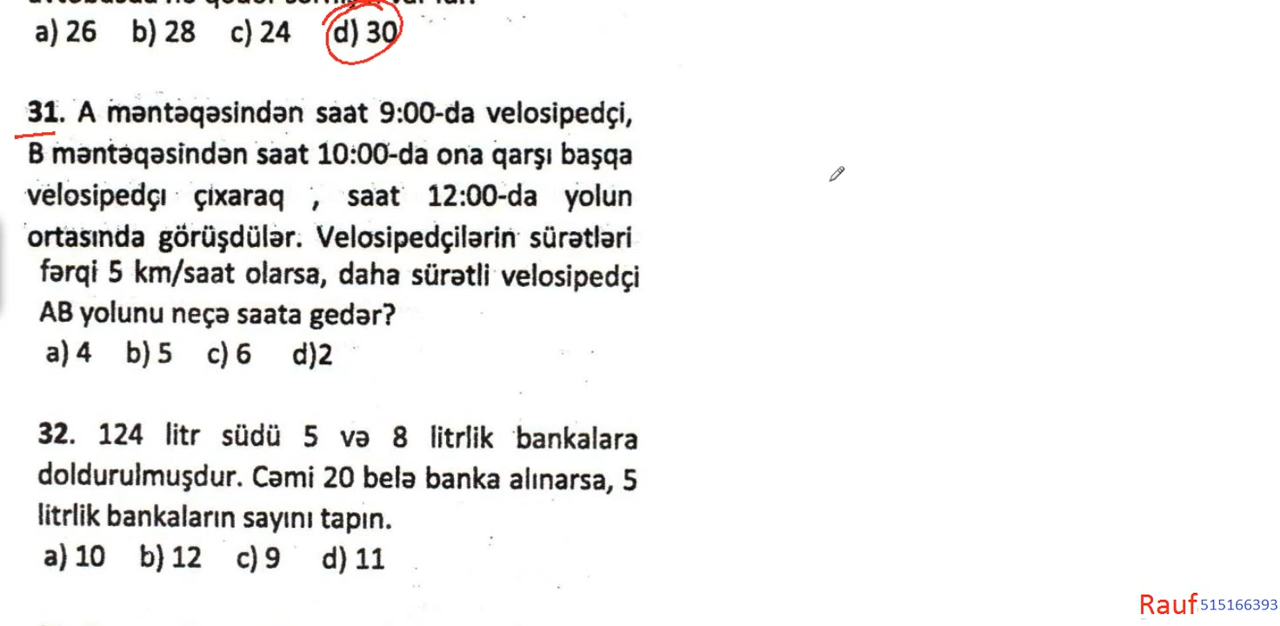 a) 26 b) 28 c) 24 d) 30
31. A məntəqəsindən saat 9:00-da velosipedçi,
B məntəqəsindən saat 10:00-da ona qarşı başqa
velosipedçı çıxaraq , saat 12:00-da yolun
ortasında görüşdülər. Velosipedçilərin sürətləri
fərqi 5 km/saat olarsa, daha sürətli velosipedçi
AB yolunu neçə saata gedər?
a) 4 b) 5 c) 6 d)2
32. 124 litr südü 5 və 8 litrlik bankalara
doldurulmuşdur. Cəmi 20 belə banka alınarsa, 5
litrlik bankaların sayını tapın.
a) 10 b) 12 c) 9 d) 11
Rauf 515166393